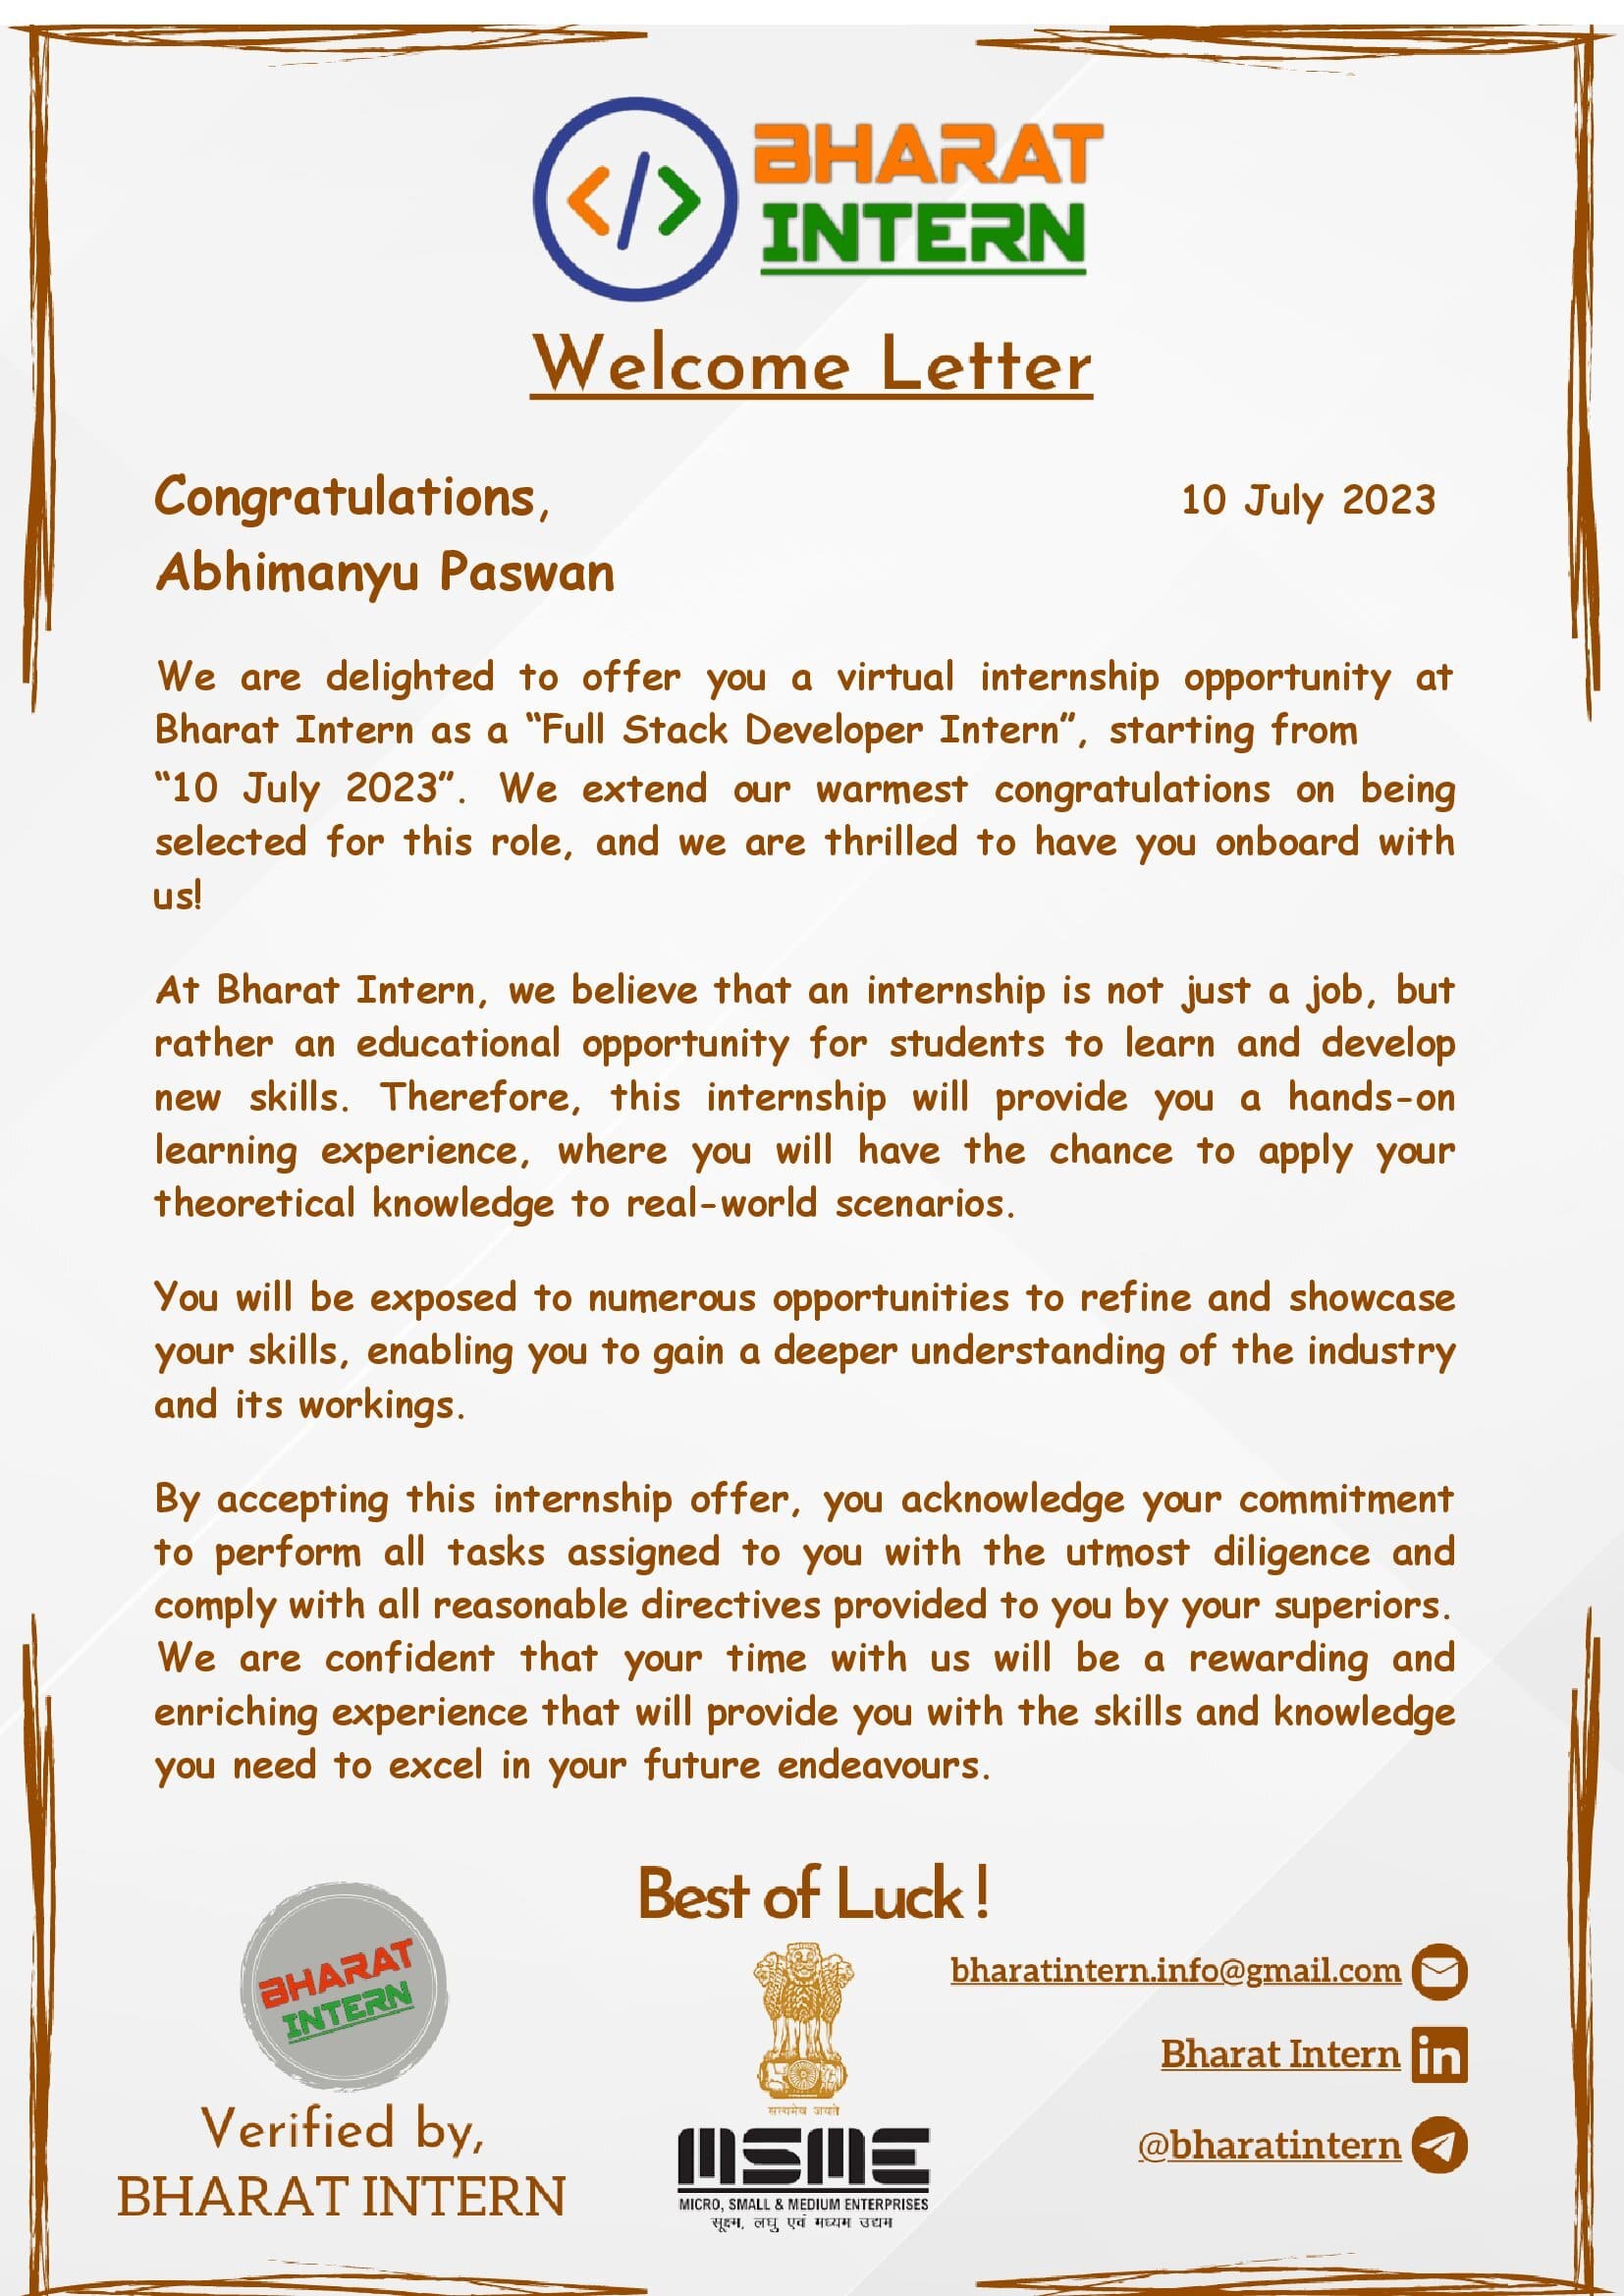 </>
BHARAT
INTERN
Welcome Letter
Congratulations,
10 July 2023
Abhimanyu Paswan
We are delighted to offer you a virtual internship opportunity at
Bharat Intern as a “Full Stack Developer Intern”, starting from
“10 July 2023”. We extend our warmest congratulations on being
selected for this role, and we are thrilled to have you onboard with
us!
At Bharat Intern, we believe that an internship is not just a job, but
rather an educational opportunity for students to learn and develop
new skills. Therefore, this internship will provide you a hands-on
learning experience, where you will have the chance to apply your
theoretical knowledge to real-world scenarios.
You will be exposed to numerous opportunities to refine and showcase
your skills, enabling you to gain a deeper understanding of the industry
and its workings.
By accepting this internship offer, you acknowledge your commitment
to perform all tasks assigned to you with the utmost diligence and
comply with all reasonable directives provided to you by your superiors.
We are confident that your time with us will be a rewarding and
enriching experience that will provide you with the skills and knowledge
you need to excel in your future endeavours.
Best of Luck !
BHARAT
INTERN
Verified by,
BHARAT INTERN
सत्यमेव जयते
MSME
MICRO, SMALL & MEDIUM ENTERPRISES
सूक्ष्म, लघु एवं मध्यम उद्यम
bharatintern.info@gmail.com
Bharat Intern in
@bharatintern